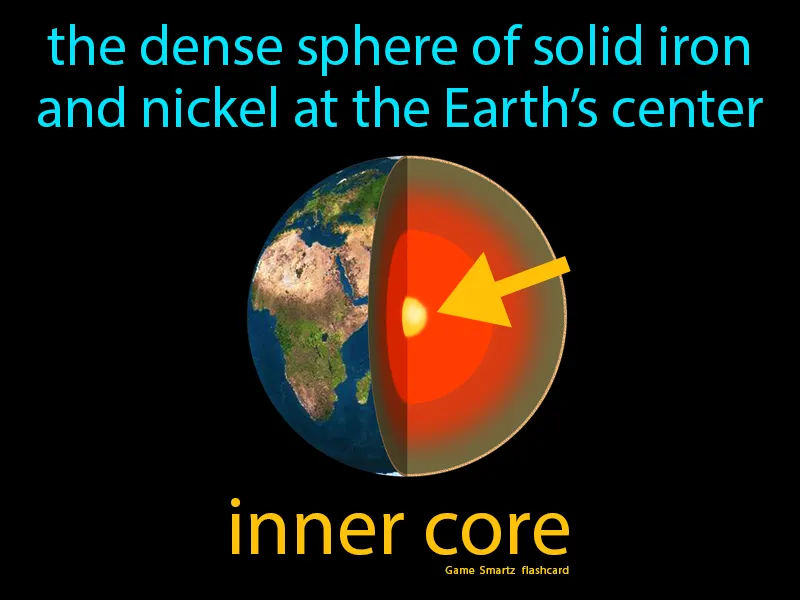 the dense sphere of solid iron
and nickel at the Earth’s center
inner core
Game Smartz flashcard